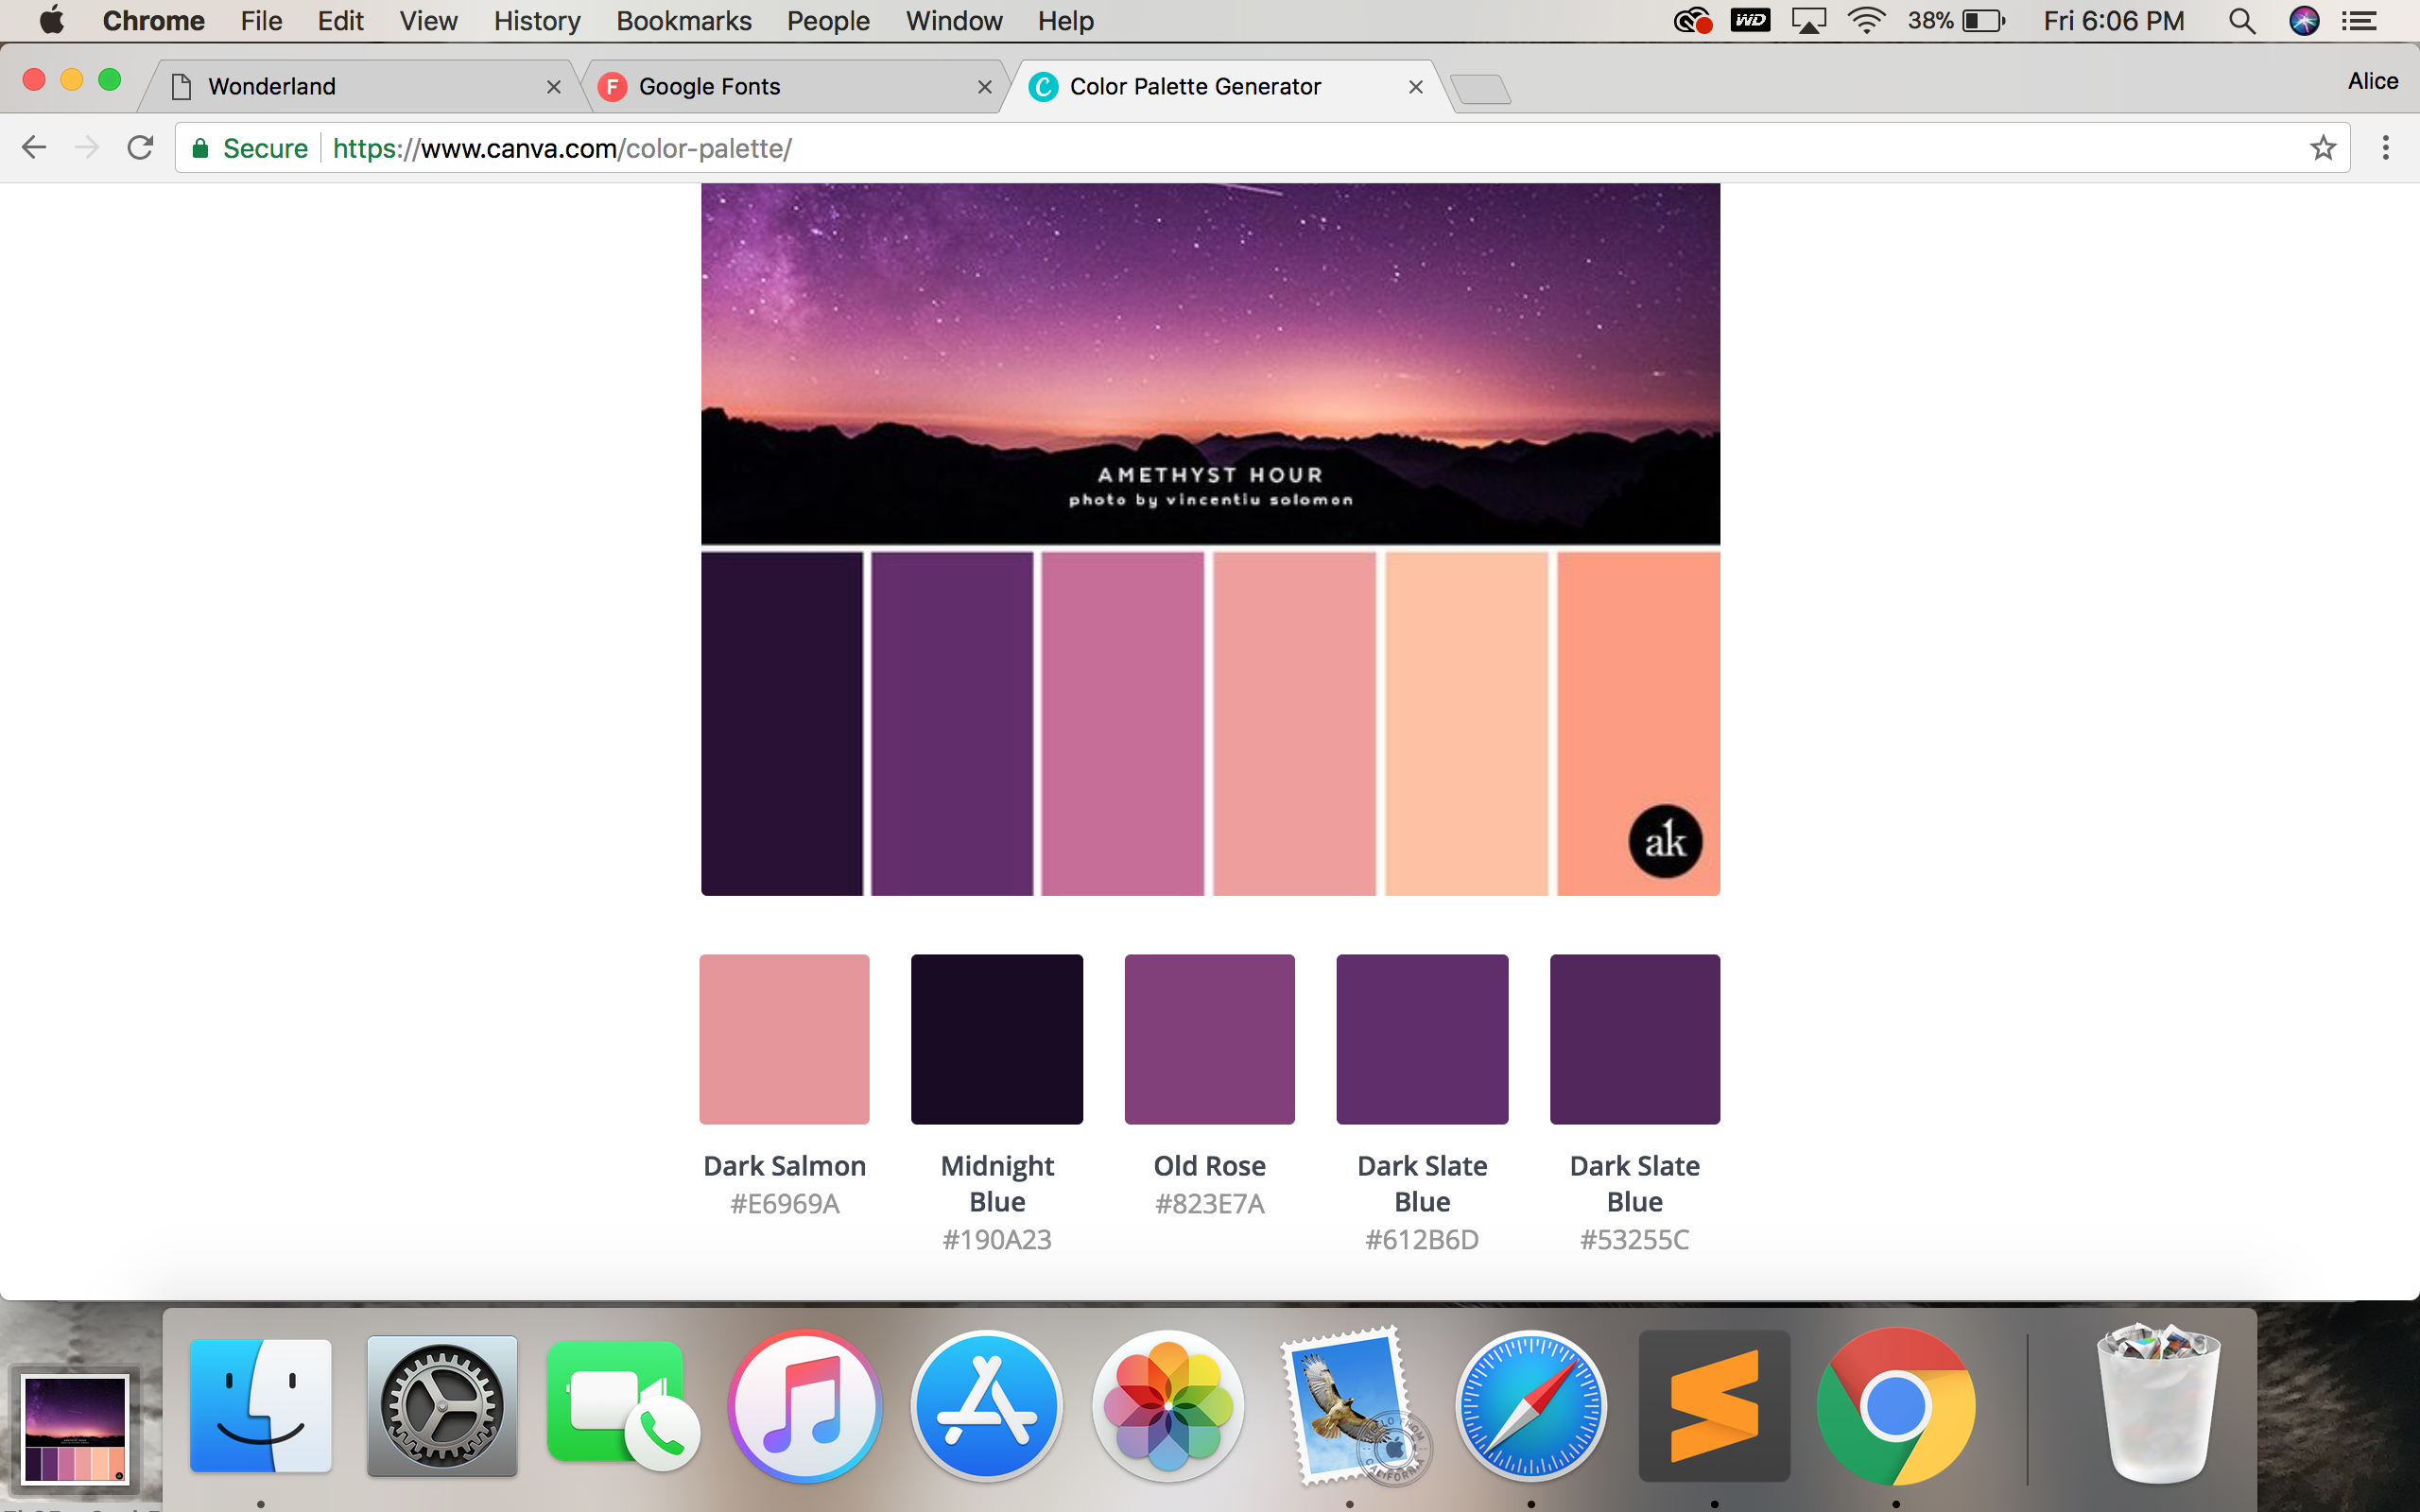 Chrome File Edit View History Bookmarks People Window Help WD 38% Fri 6:06 PM
Wonderland Google Fonts Color Palette Generator Alice
Secure https://www.canva.com/color-palette/
AMETHYST HOUR
photo by vincentiu solomon
ak
Dark Salmon
#E6969A
Midnight
Blue
#190A23
Old Rose
#823E7A
Dark Slate
Blue
#612B6D
Dark Slate
Blue
#53255C